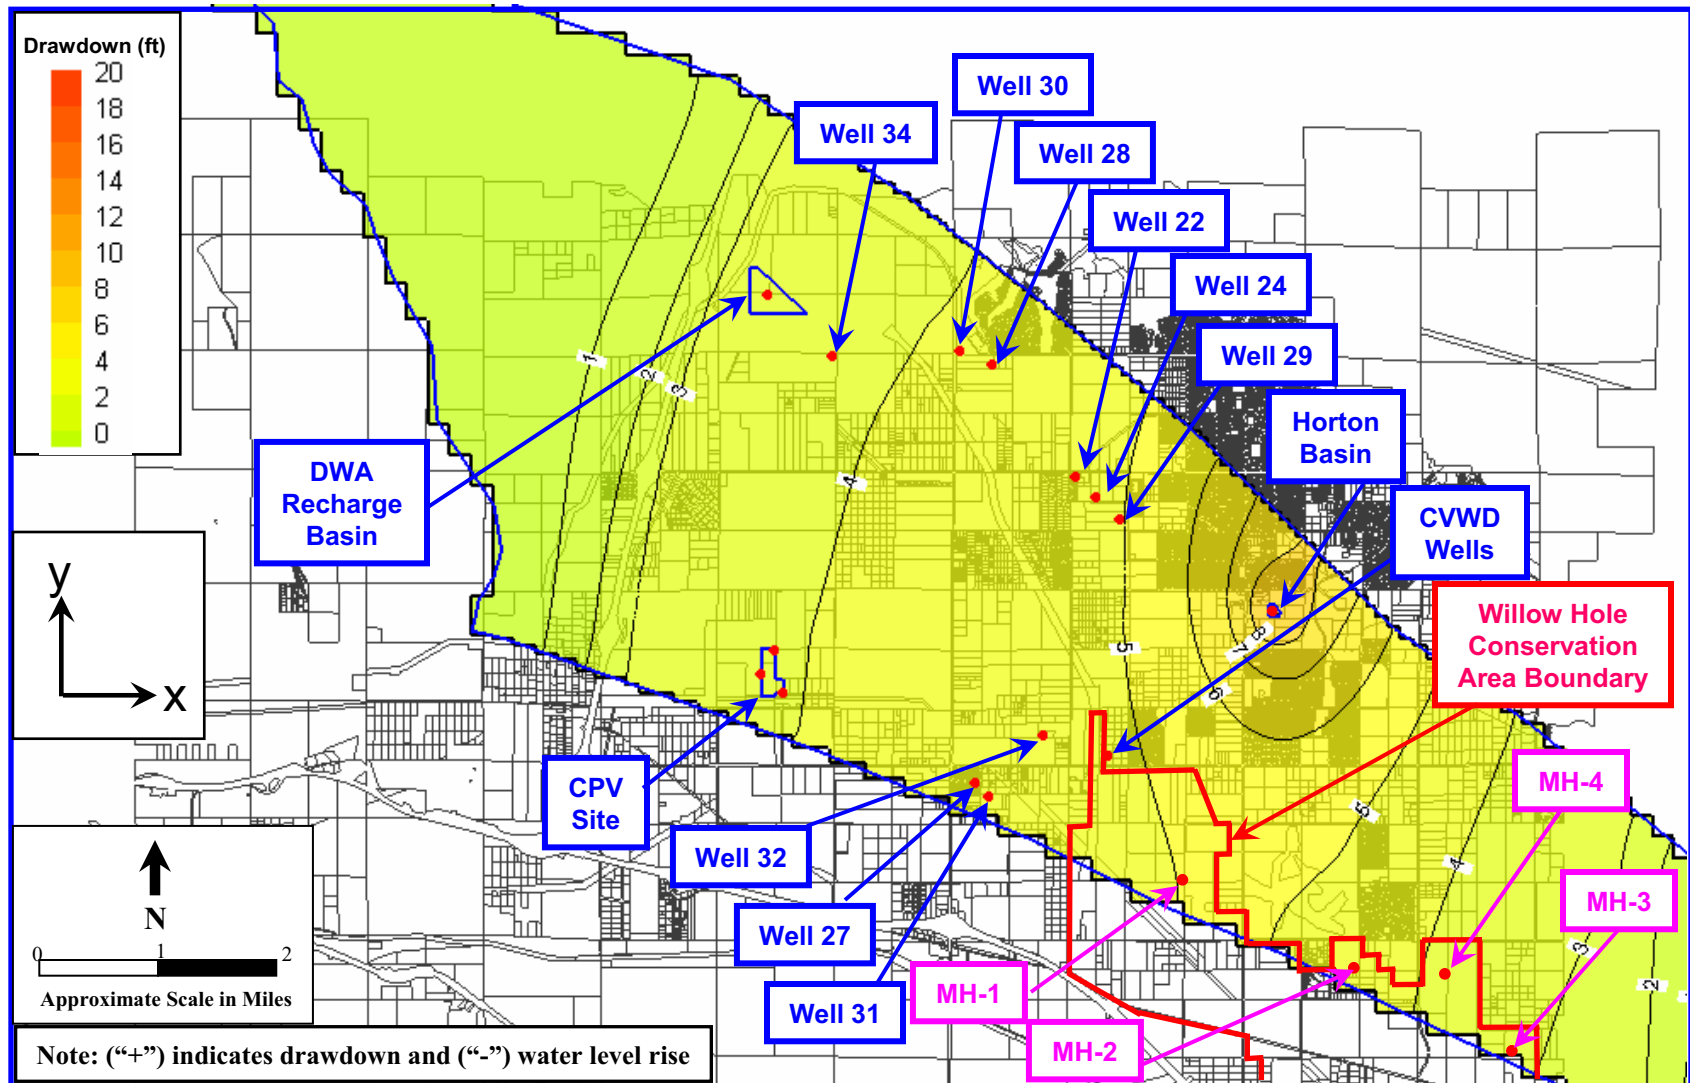 Drawdown (ft)
20
18
16
14
12
10
8
6
4
2
0
Well 30
Well 34
Well 28
Well 22
Well 24
Well 29
Horton
Basin
CVWD
Wells
DWA
Recharge
Basin
Willow Hole
Conservation
Area Boundary
1
2
3
4
5
6
7
8
5
4
3
2
y
x
CPV
Site
MH-4
Well 32
MH-3
Well 27
MH-1
Well 31
MH-2
N
0 1 2
Approximate Scale in Miles
Note: (“+”) indicates drawdown and (“-”) water level rise